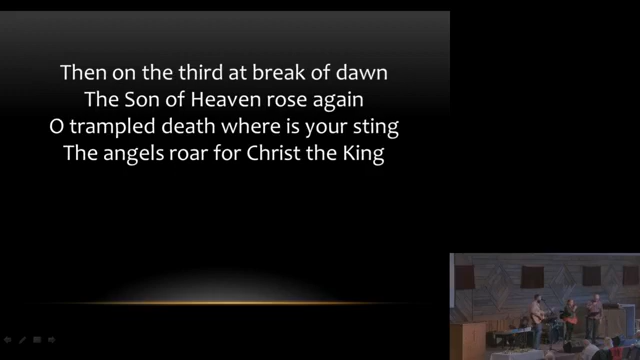 Then on the third at break of dawn
The Son of Heaven rose again
O trampled death where is your sting
The angels roar for Christ the King